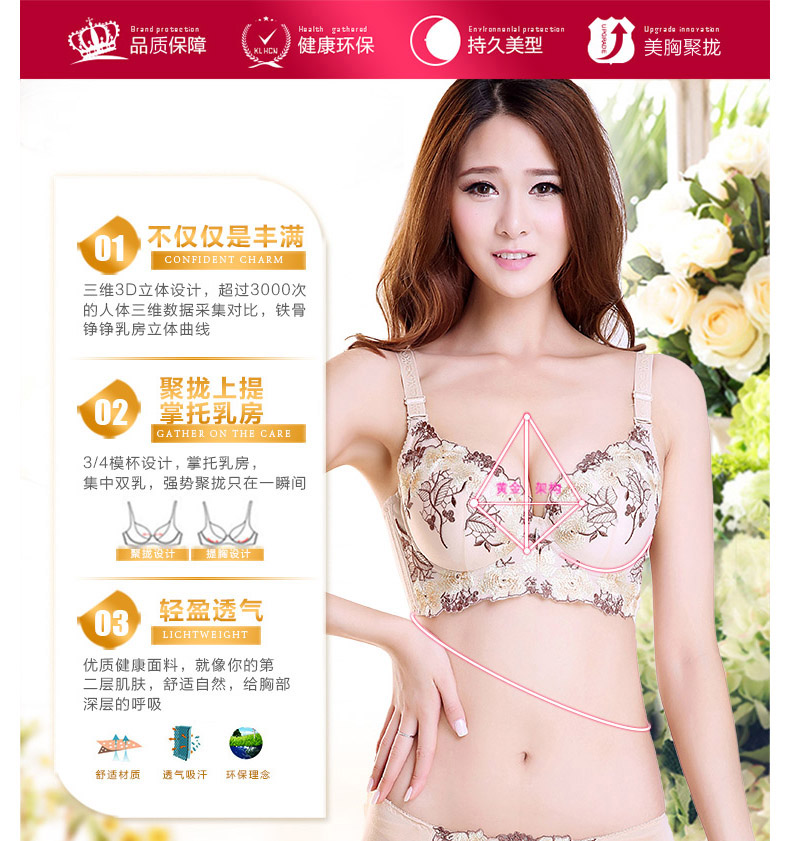 Brand protection
品质保障
KLHCN
Health gathered
健康环保
Environnenlal protection
持久美型
UPGRADE
Upgrade innovation
美胸聚拢
01
不仅仅是丰满
CONFIDENT CHARM
三维3D立体设计，超过3000次
的人体三维数据采集对比，铁骨
铮铮乳房立体曲线
02
聚拢上提
掌托乳房
GATHER ON THE CARE
3/4模杯设计，掌托乳房，
集中双乳，强势聚拢只在一瞬间
聚拢设计
提胸设计
03
轻盈透气
LICHTWEIGHT
优质健康面料，就像你的第
二层肌肤，舒适自然，给胸部
深层的呼吸
舒适材质
透气吸汗
环保理念
黄金 架构